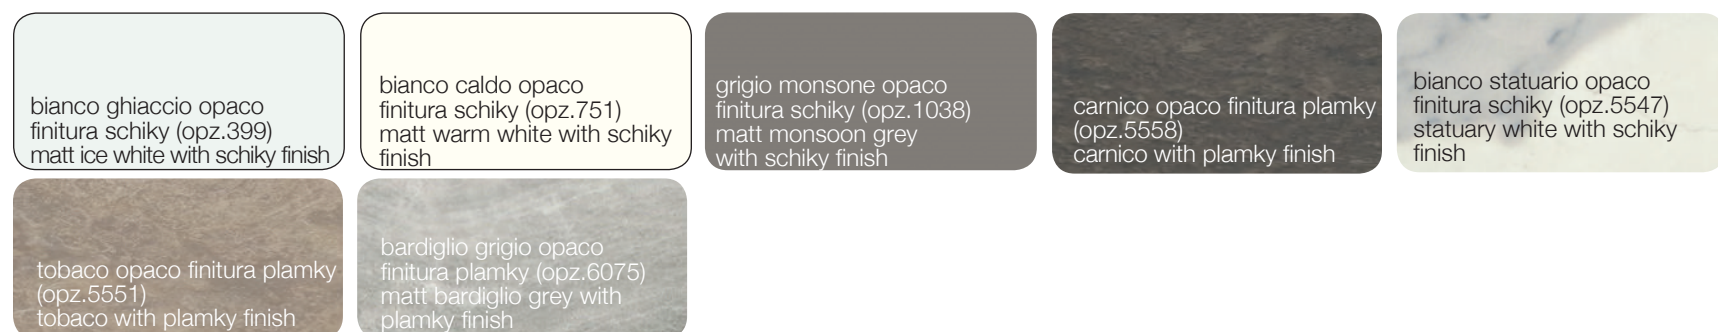 bianco ghiaccio opaco
finitura schiky (opz.399)
matt ice white with schiky finish
bianco caldo opaco
finitura schiky (opz.751)
matt warm white with schiky
finish
grigio monsone opaco
finitura schiky (opz.1038)
matt monsoon grey
with schiky finish
carnico opaco finitura plamky
(opz.5558)
carnico with plamky finish
bianco statuario opaco
finitura schiky (opz.5547)
statuary white with schiky
finish
tobaco opaco finitura plamky
(opz.5551)
tobaco with plamky finish
bardiglio grigio opaco
finitura plamky (opz.6075)
matt bardiglio grey with
plamky finish